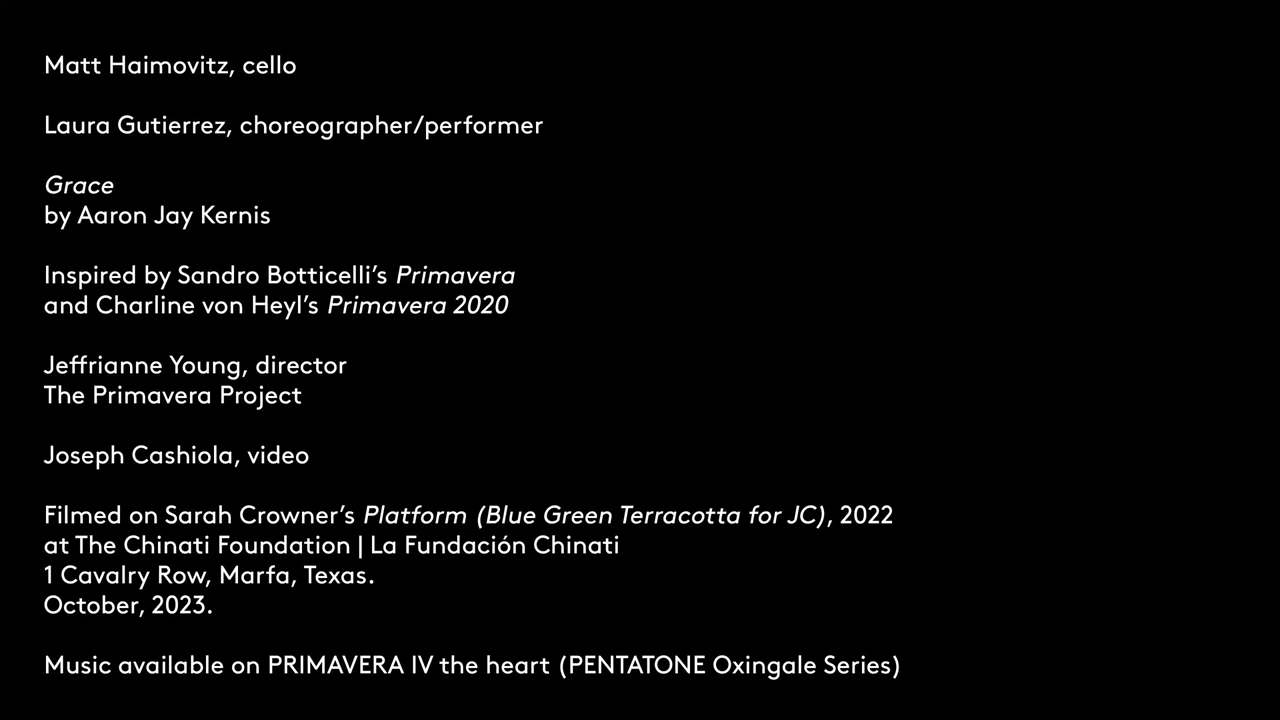 Matt Haimovitz, cello
Laura Gutierrez, choreographer/performer
Grace
by Aaron Jay Kernis
Inspired by Sandro Botticelli’s Primavera
and Charline von Heyl’s Primavera 2020
Jeffrianne Young, director
The Primavera Project
Joseph Cashiola, video
Filmed on Sarah Crowner’s Platform (Blue Green Terracotta for JC), 2022
at The Chinati Foundation | La Fundación Chinati
1 Cavalry Row, Marfa, Texas.
October, 2023.
Music available on PRIMAVERA IV the heart (PENTATONE Oxingale Series)